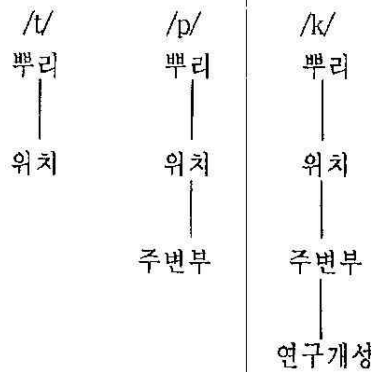 /t/ /p/ /k/
뿌리 뿌리 뿌리
위치 위치 위치
주변부 주변부
연구개성